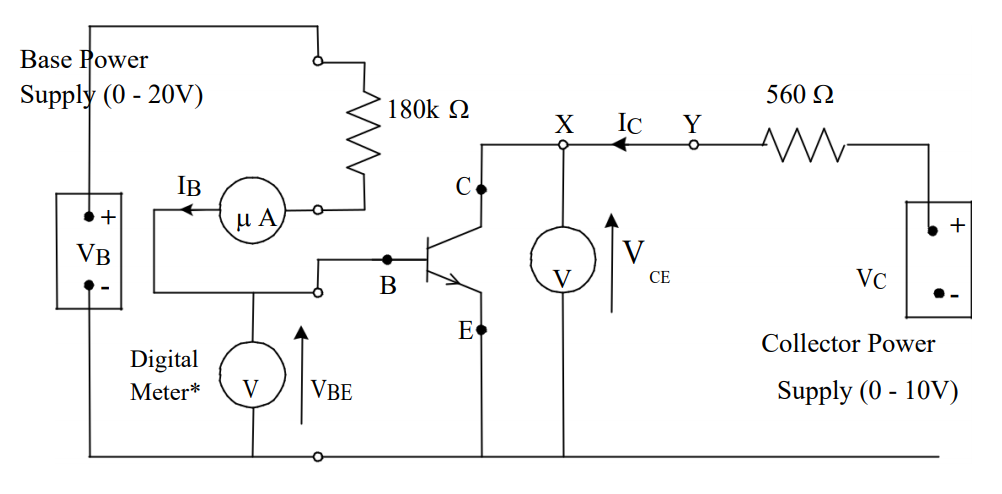 Base Power
Supply (0 - 20V)
180k Ω
560 Ω
X
IC
Y
IB
μ A
C
+
VB
-
B
V
V CE
+
VC
-
E
Digital
Meter*
V
VBE
Collector Power
Supply (0 - 10V)